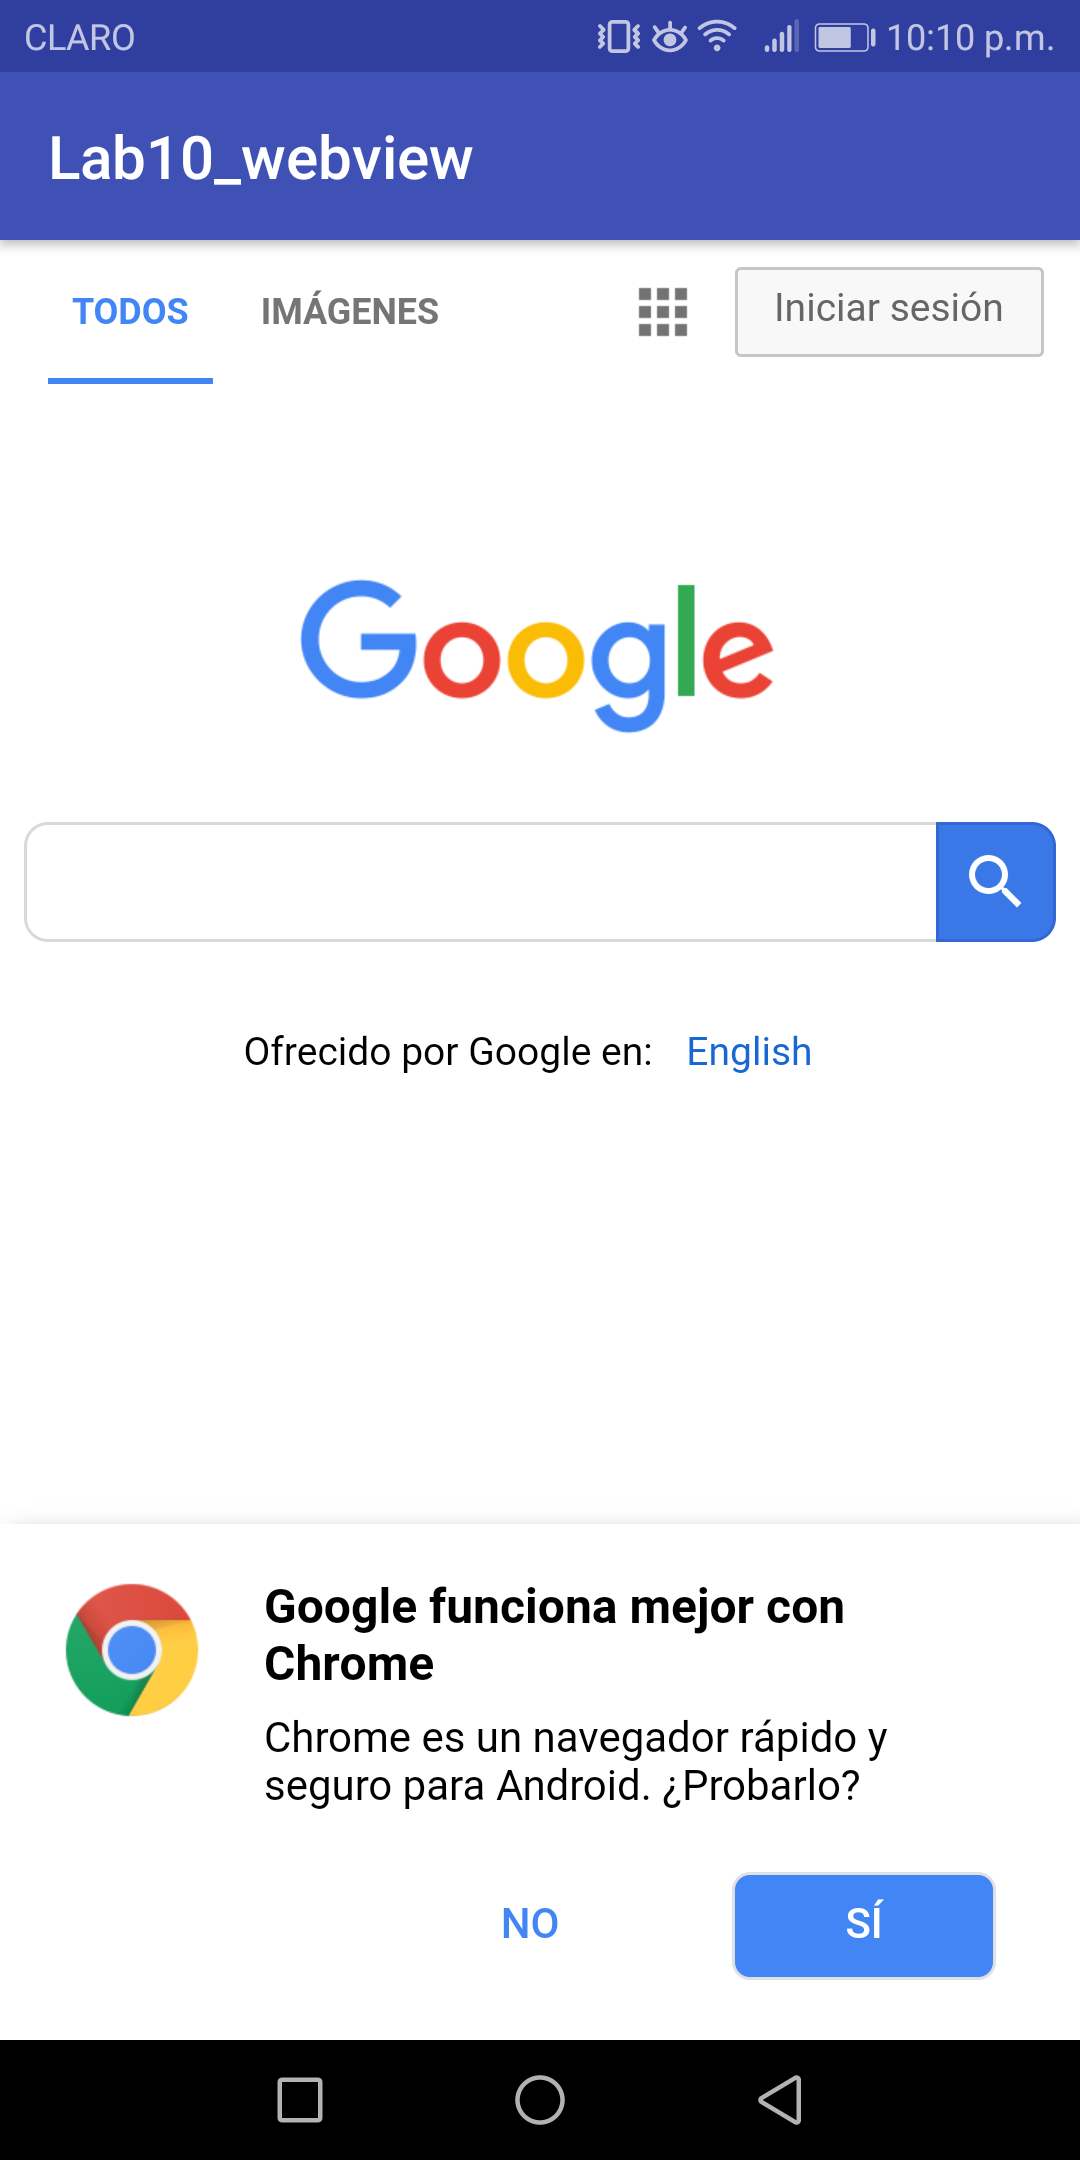 CLARO 10:10 p.m.
Lab10_webview
TODOS IMÁGENES Iniciar sesión
Google
Ofrecido por Google en: English
Google funciona mejor con
Chrome
Chrome es un navegador rápido y
seguro para Android. ¿Probarlo?
NO SÍ